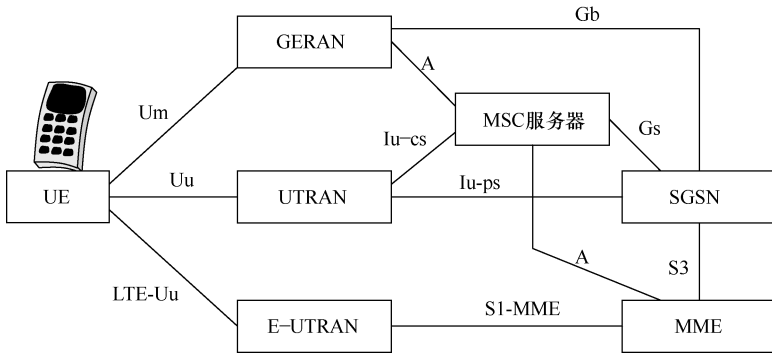 Gb
GERAN
A
Um
MSC服务器
Gs
Iu-cs
Uu
Iu-ps
UE
UTRAN
SGSN
A
S3
LTE-Uu
S1-MME
E-UTRAN
MME